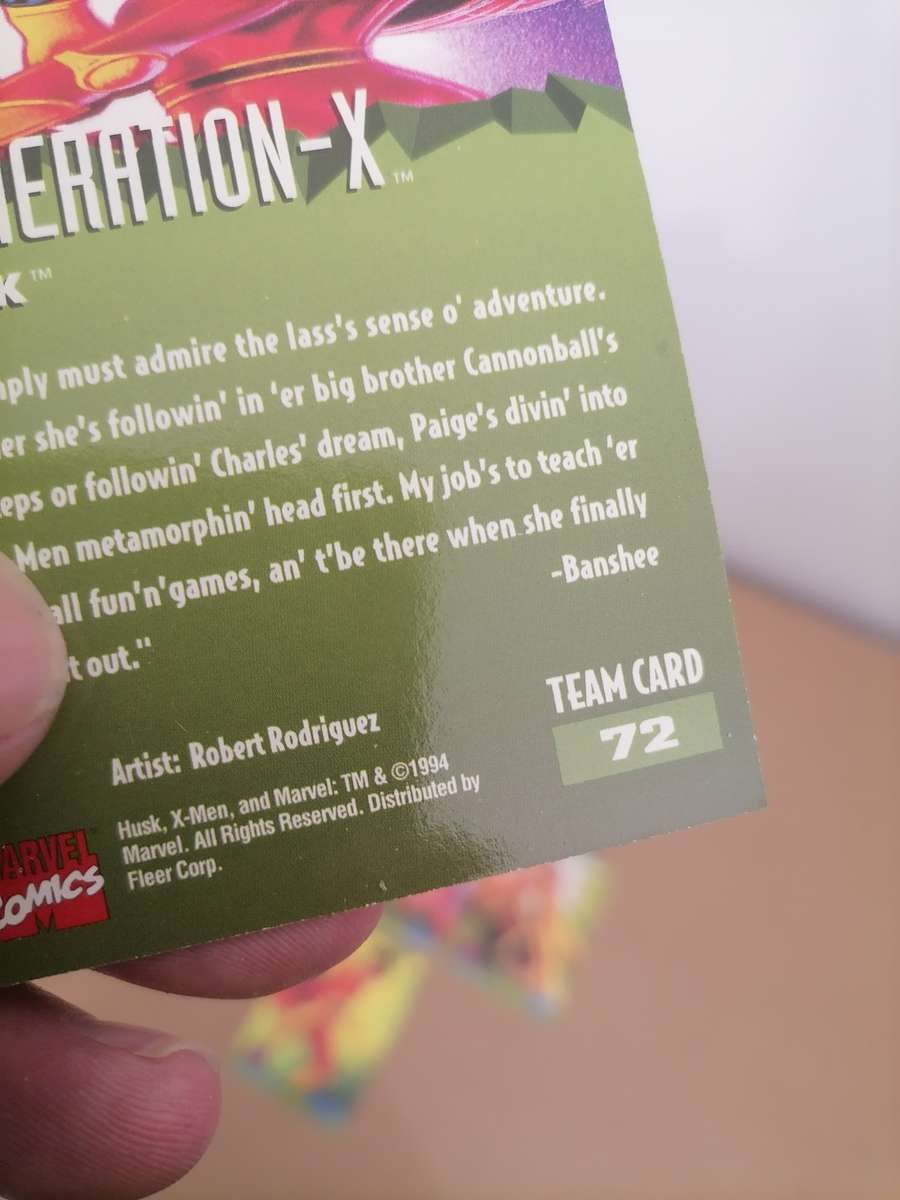 ERATION-X™
K™
ply must admire the lass's sense o' adventure.
er she's followin' in 'er big brother Cannonball's
eps or followin' Charles' dream, Paige's divin' into
Men metamorphin' head first. My job's to teach 'er
all fun'n'games, an' t'be there when she finally
t out."
-Banshee
TEAM CARD
72
Artist: Robert Rodriguez
Husk, X-Men, and Marvel: TM & ©1994
Marvel. All Rights Reserved. Distributed by
Fleer Corp.
MARVEL
COMICS